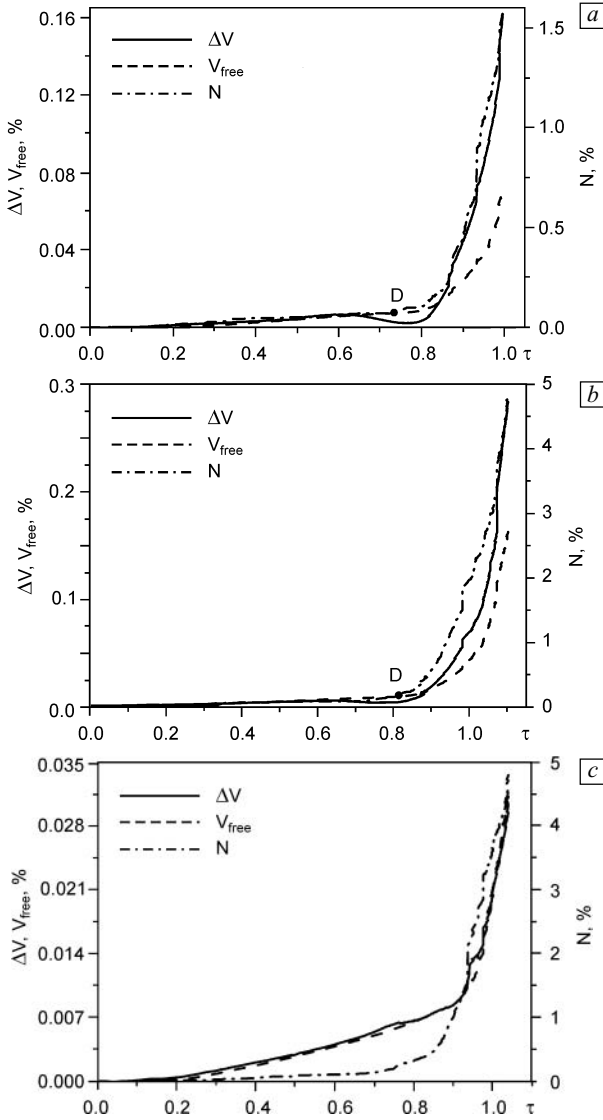 a
ΔV
V_free
N
0.16
0.12
0.08
0.04
0.00
ΔV, V_free, %
1.5
1.0
0.5
0.0
N, %
D
0.0 0.2 0.4 0.6 0.8 1.0 τ
b
ΔV
V_free
N
0.3
0.2
0.1
0.0
ΔV, V_free, %
5
4
3
2
1
0
N, %
D
0.0 0.2 0.4 0.6 0.8 1.0 τ
c
ΔV
V_free
N
0.035
0.028
0.021
0.014
0.007
0.000
ΔV, V_free, %
5
4
3
2
1
0
N, %
0.0 0.2 0.4 0.6 0.8 1.0 τ